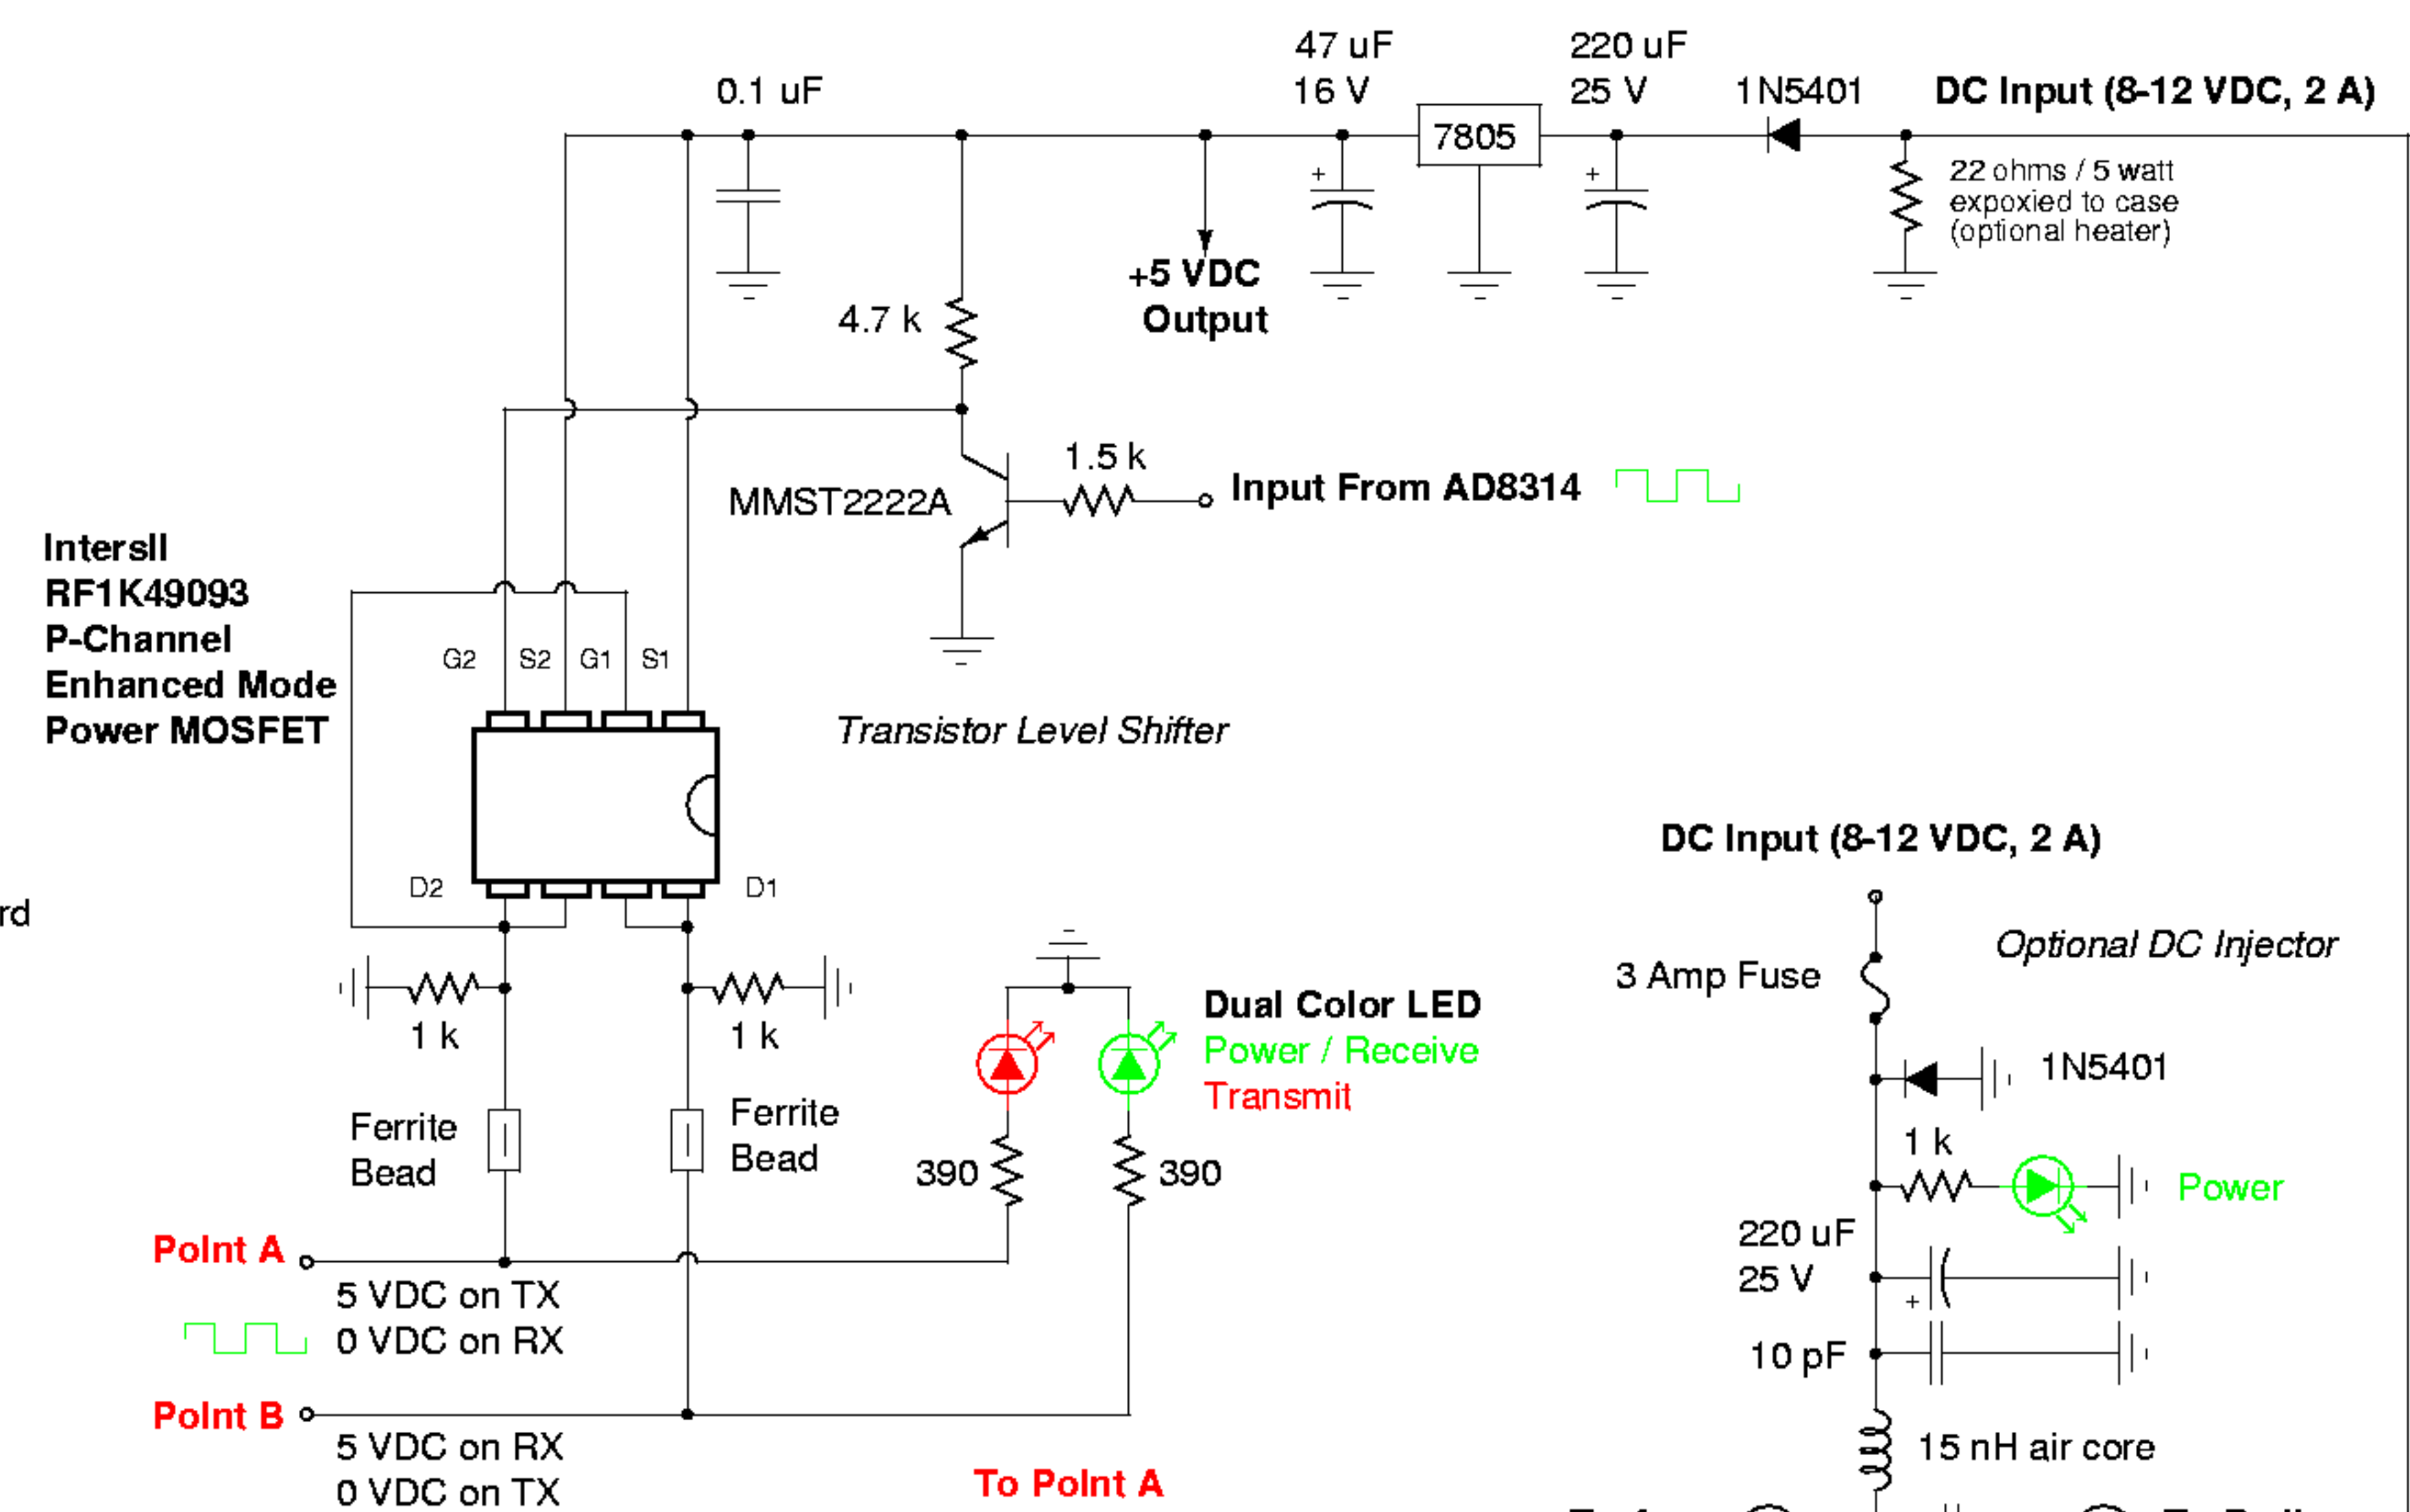 47 uF
16 V
220 uF
25 V
0.1 uF
1N5401
DC Input (8-12 VDC, 2 A)
7805
+
+
22 ohms / 5 watt
expoxied to case
(optional heater)
+5 VDC
Output
4.7 k
1.5 k
Input From AD8314
MMST2222A
Intersil
RF1K49093
P-Channel
Enhanced Mode
Power MOSFET
G2
S2
G1
S1
Transistor Level Shifter
D2
D1
rd
1 k
1 k
Dual Color LED
Power / Receive
Transmit
Ferrite
Bead
Ferrite
Bead
390
390
Point A
5 VDC on TX
0 VDC on RX
Point B
5 VDC on RX
0 VDC on TX
To Point A
DC Input (8-12 VDC, 2 A)
Optional DC Injector
3 Amp Fuse
1N5401
1 k
Power
220 uF
25 V
+
10 pF
15 nH air core